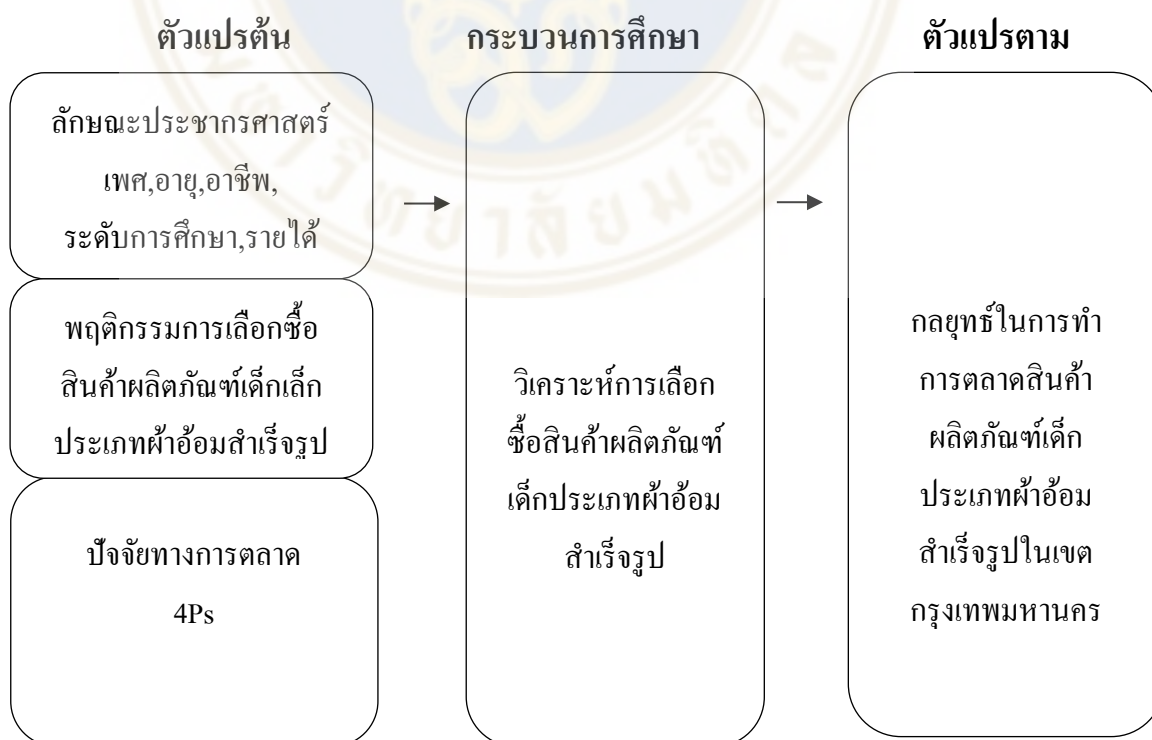 ตัวแปรต้น
กระบวนการศึกษา
ตัวแปรตาม
ลักษณะประชากรศาสตร์
เพศ,อายุ,อาชีพ,
ระดับการศึกษา,รายได้
พฤติกรรมการเลือกซื้อ
สินค้าผลิตภัณฑ์เด็กเล็ก
ประเภทผ้าอ้อมสำเร็จรูป
ปัจจัยทางการตลาด
4Ps
วิเคราะห์การเลือก
ซื้อสินค้าผลิตภัณฑ์
เด็กประเภทผ้าอ้อม
สำเร็จรูป
กลยุทธ์ในการทำ
การตลาดสินค้า
ผลิตภัณฑ์เด็ก
ประเภทผ้าอ้อม
สำเร็จรูปในเขต
กรุงเทพมหานคร